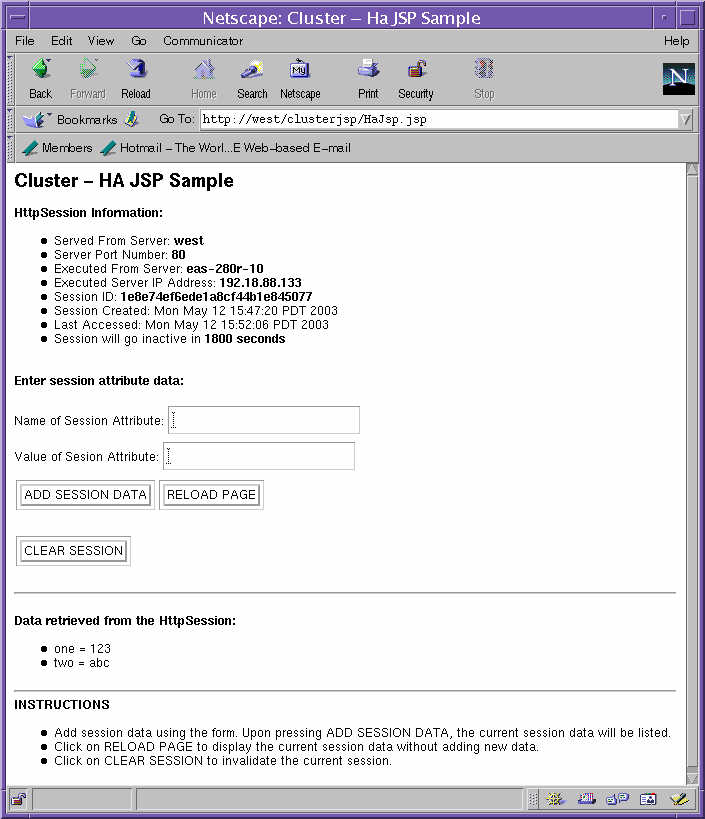 Netscape: Cluster – Ha JSP Sample
File Edit View Go Communicator Help
Back Forward Reload Home Search Netscape Print Security Stop
My
N
Bookmarks Go To: http://west/clusterjsp/HaJsp.jsp
Members Hotmail – The Worl...E Web–based E–mail
Cluster – HA JSP Sample
HttpSession Information:
Served From Server: west
Server Port Number: 80
Executed From Server: eas–280r–10
Executed Server IP Address: 192.18.88.133
Session ID: 1e8e74ef6ede1a8cf44b1e845077
Session Created: Mon May 12 15:47:20 PDT 2003
Last Accessed: Mon May 12 15:52:06 PDT 2003
Session will go inactive in 1800 seconds
Enter session attribute data:
Name of Session Attribute:
Value of Sesion Attribute:
ADD SESSION DATA RELOAD PAGE
CLEAR SESSION
Data retrieved from the HttpSession:
one = 123
two = abc
INSTRUCTIONS
Add session data using the form. Upon pressing ADD SESSION DATA, the current session data will be listed.
Click on RELOAD PAGE to display the current session data without adding new data.
Click on CLEAR SESSION to invalidate the current session.